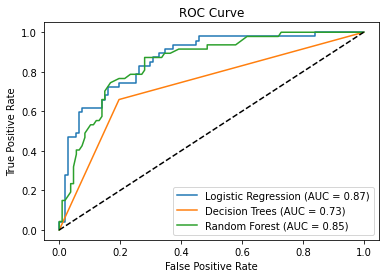 ROC Curve
True Positive Rate
1.0
0.8
0.6
0.4
0.2
0.0
Logistic Regression (AUC = 0.87)
Decision Trees (AUC = 0.73)
Random Forest (AUC = 0.85)
0.0 0.2 0.4 0.6 0.8 1.0
False Positive Rate